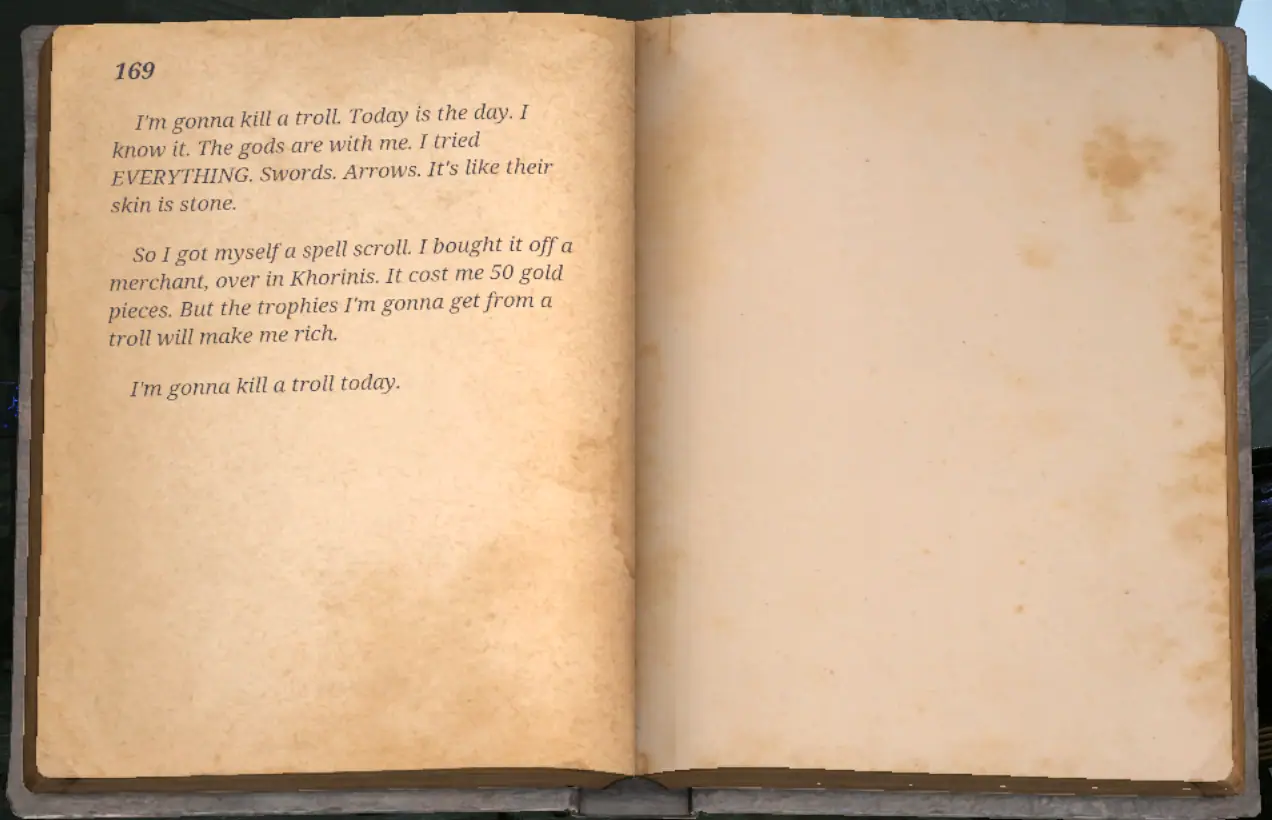 169
I'm gonna kill a troll. Today is the day. I
know it. The gods are with me. I tried
EVERYTHING. Swords. Arrows. It's like their
skin is stone.
So I got myself a spell scroll. I bought it off a
merchant, over in Khorinis. It cost me 50 gold
pieces. But the trophies I'm gonna get from a
troll will make me rich.
I'm gonna kill a troll today.